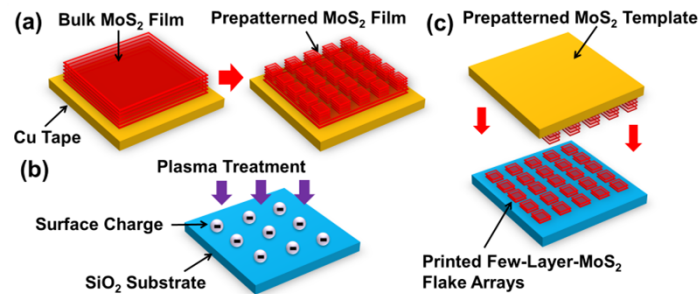 (a)
Bulk MoS₂ Film
Prepatterned MoS₂ Film
Cu Tape
(b)
Plasma Treatment
Surface Charge
SiO₂ Substrate
(c)
Prepatterned MoS₂ Template
Printed Few-Layer-MoS₂
Flake Arrays